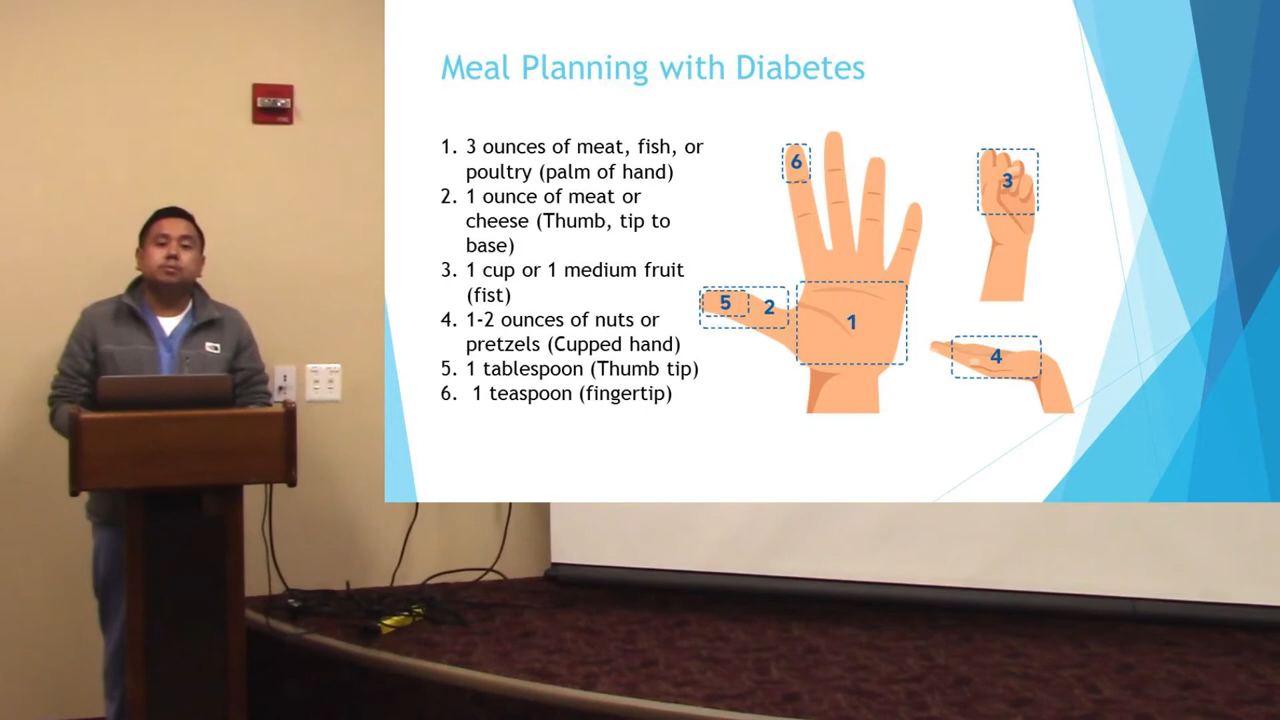 Meal Planning with Diabetes
1. 3 ounces of meat, fish, or
poultry (palm of hand)
2. 1 ounce of meat or
cheese (Thumb, tip to
base)
3. 1 cup or 1 medium fruit
(fist)
4. 1-2 ounces of nuts or
pretzels (Cupped hand)
5. 1 tablespoon (Thumb tip)
6. 1 teaspoon (fingertip)
6
3
5
2
1
4